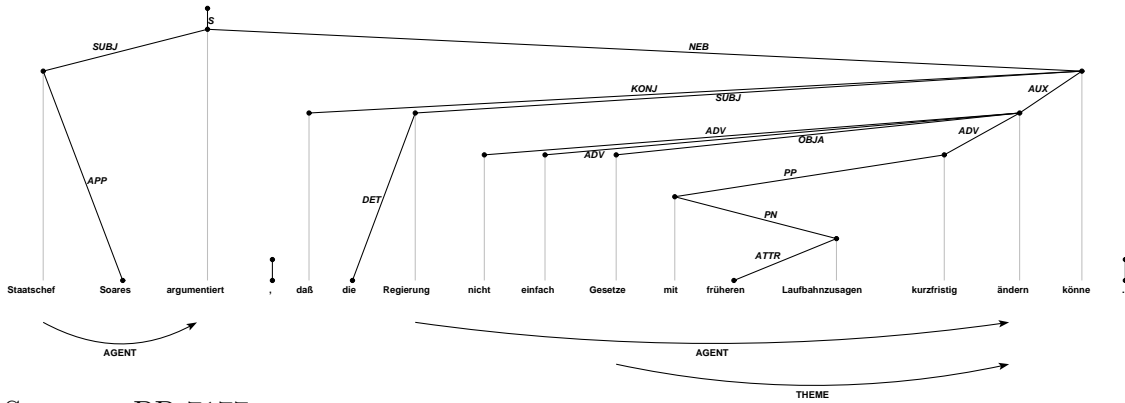 S
SUBJ
NEB
KONJ
SUBJ
AUX
ADV
OBJA
ADV
ADV
APP
DET
PP
PN
ATTR
Staatschef Soares argumentiert , daß die Regierung nicht einfach Gesetze mit früheren Laufbahnzusagen kurzfristig ändern könne .
AGENT
AGENT
THEME